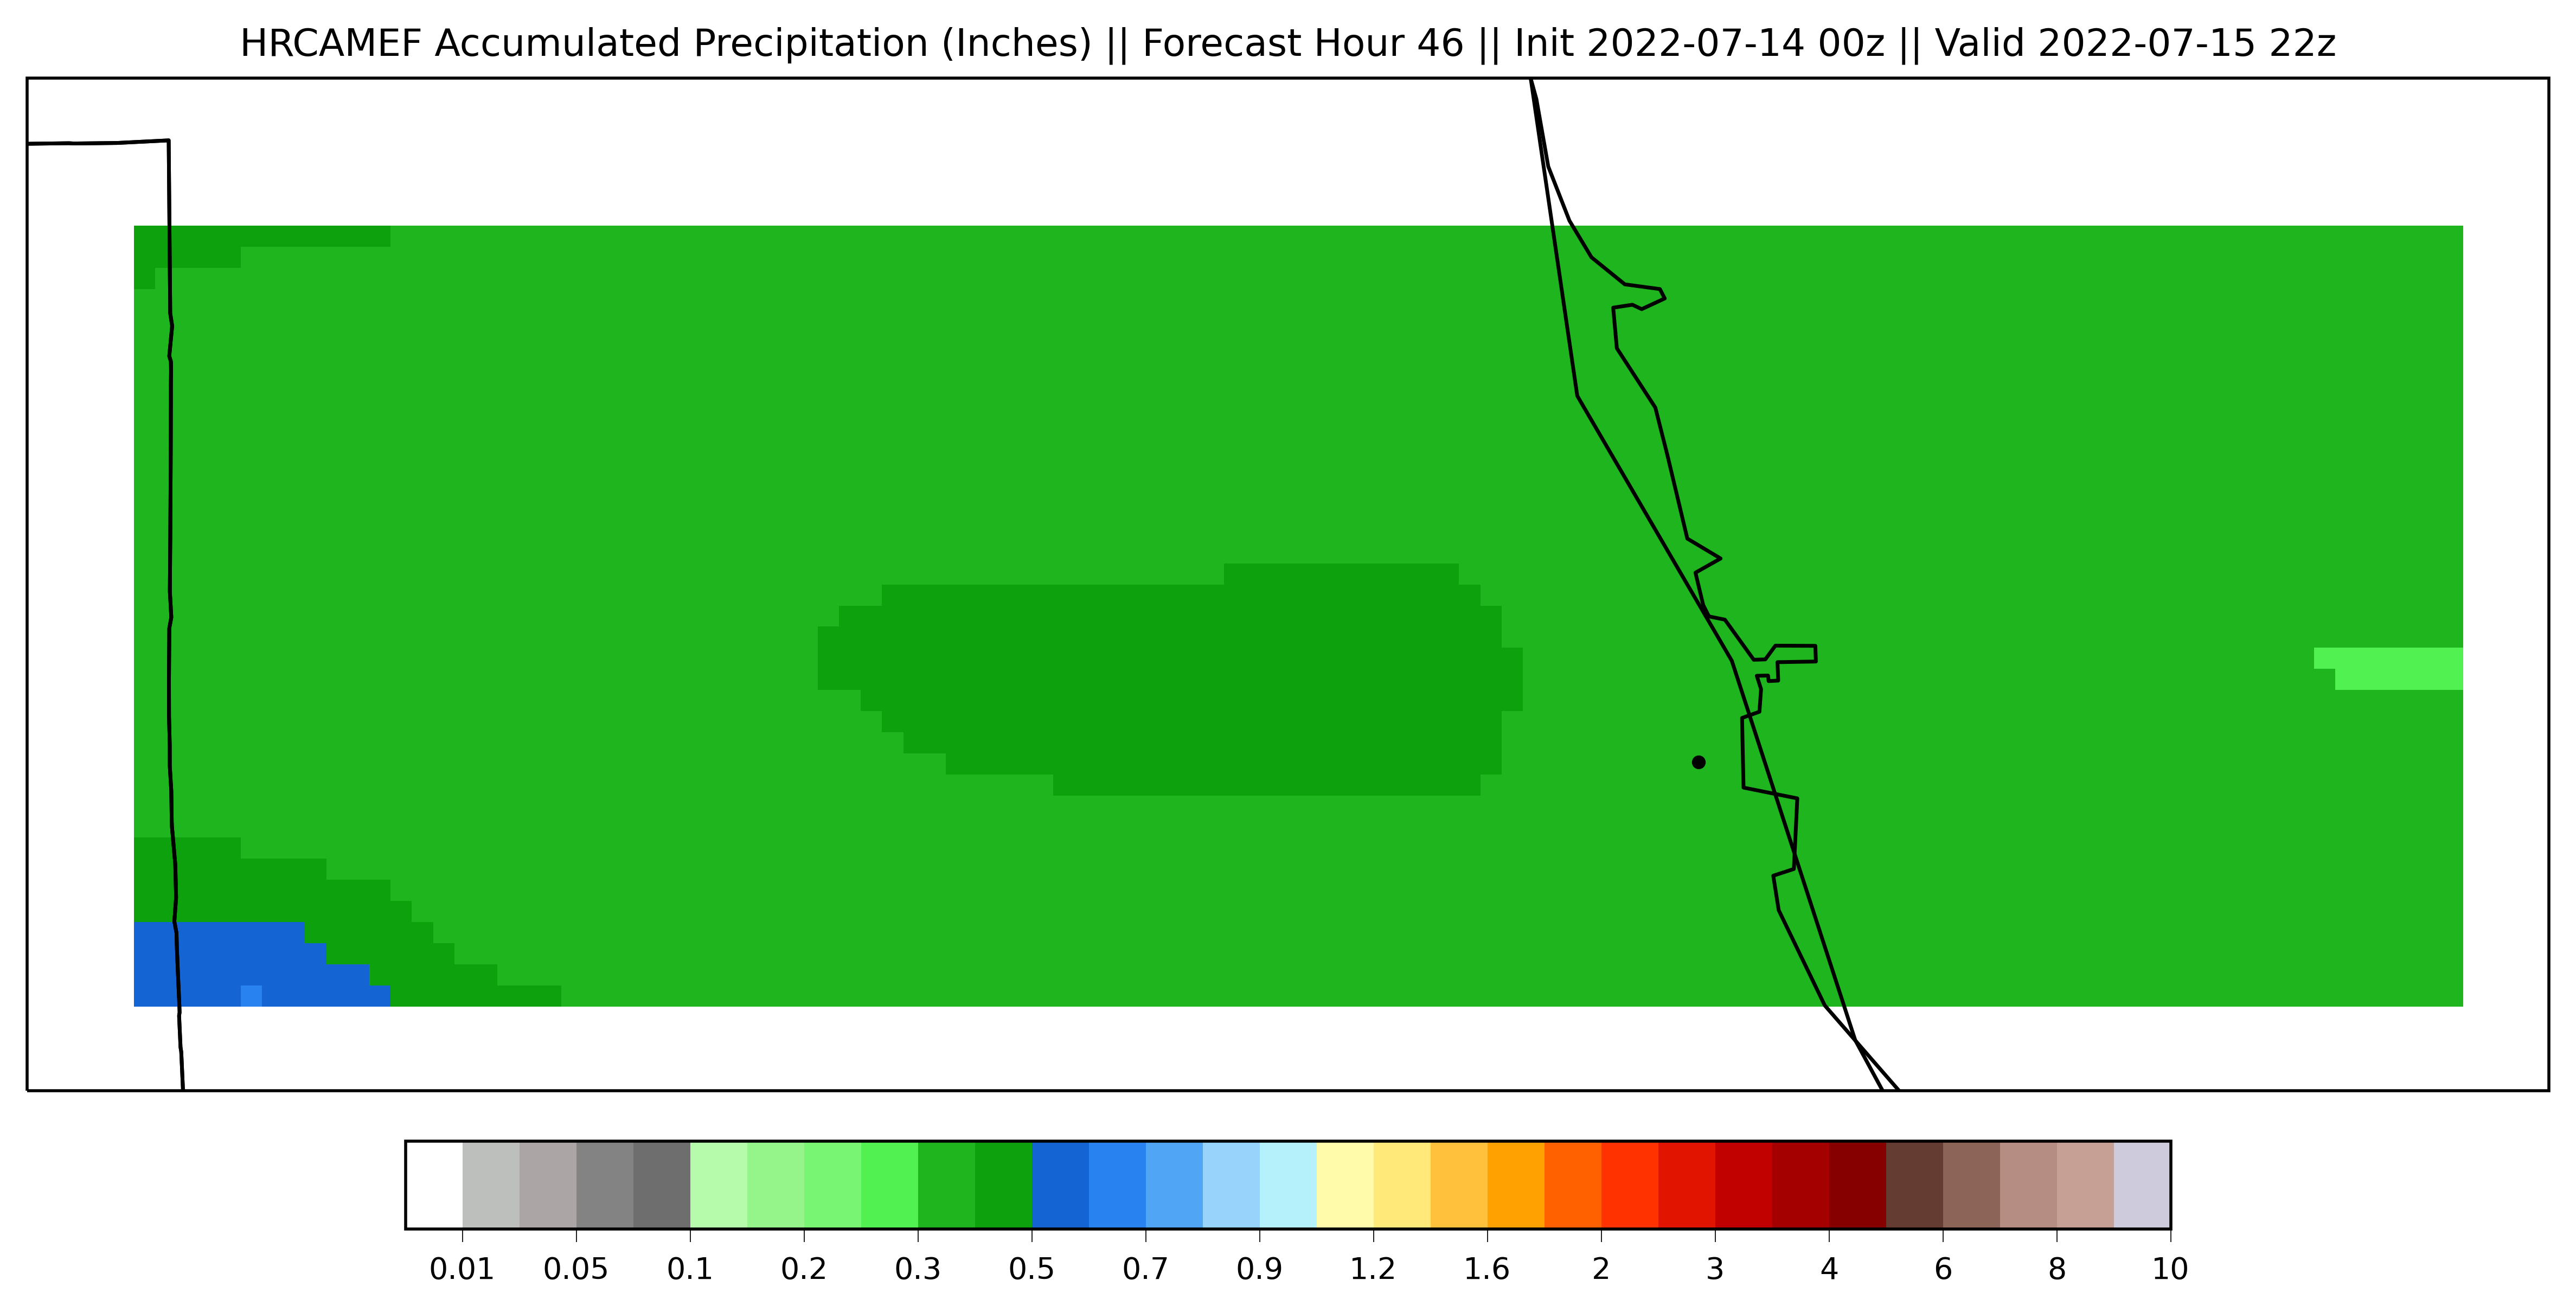 HRCAMEF Accumulated Precipitation (Inches) || Forecast Hour 46 || Init 2022-07-14 00z || Valid 2022-07-15 22z
0.01 0.05 0.1 0.2 0.3 0.5 0.7 0.9 1.2 1.6 2 3 4 6 8 10